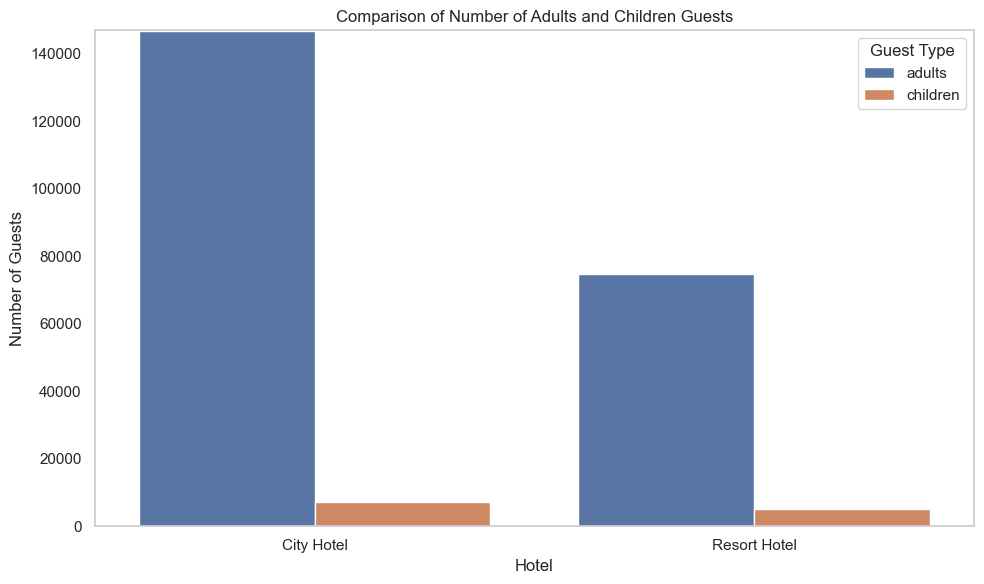 Comparison of Number of Adults and Children Guests
Guest Type
adults
children
Number of Guests
140000
120000
100000
80000
60000
40000
20000
0
City Hotel
Resort Hotel
Hotel